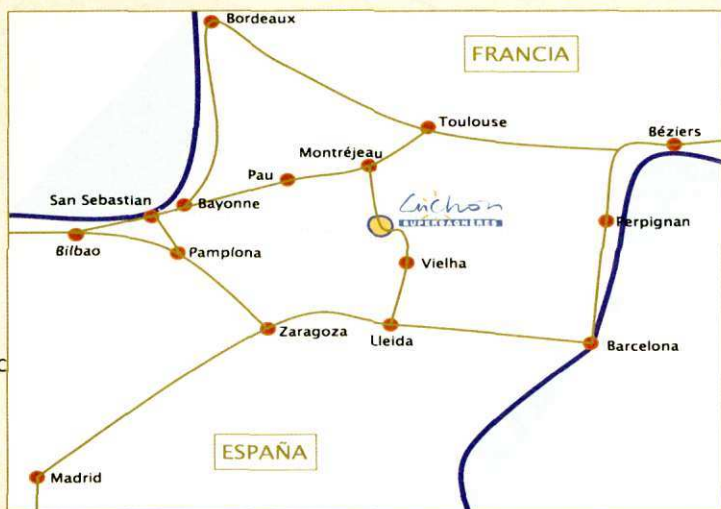 Bordeaux
FRANCIA
Toulouse
Béziers
Montréjeau
Pau
San Sebastian
Bayonne
Luchon
SUPERBAGNERES
Perpignan
Bilbao
Pamplona
Vielha
Zaragoza
Lleida
Barcelona
C
ESPAÑA
Madrid